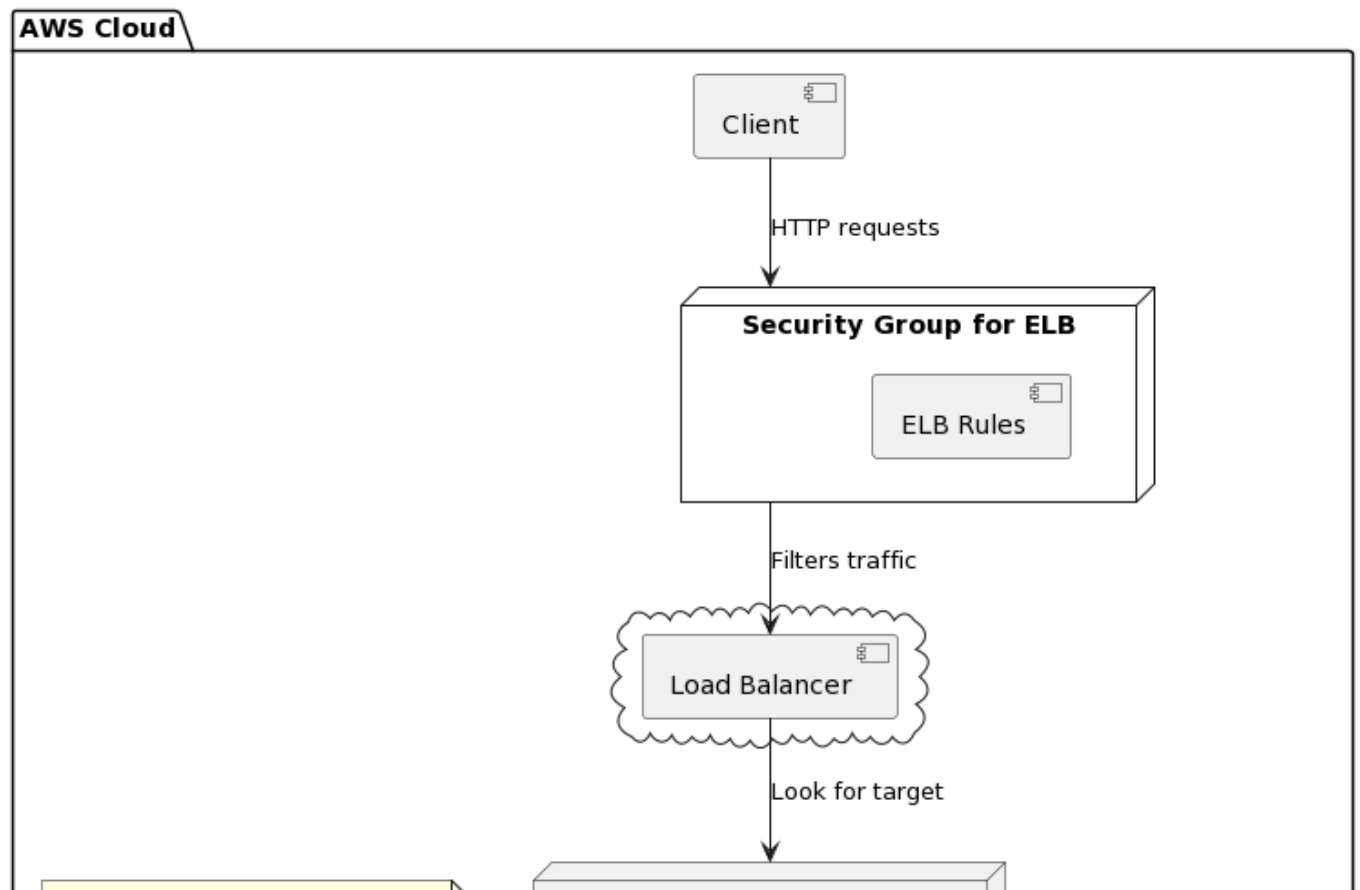 AWS Cloud
Client
HTTP requests
Security Group for ELB
ELB Rules
Filters traffic
Load Balancer
Look for target